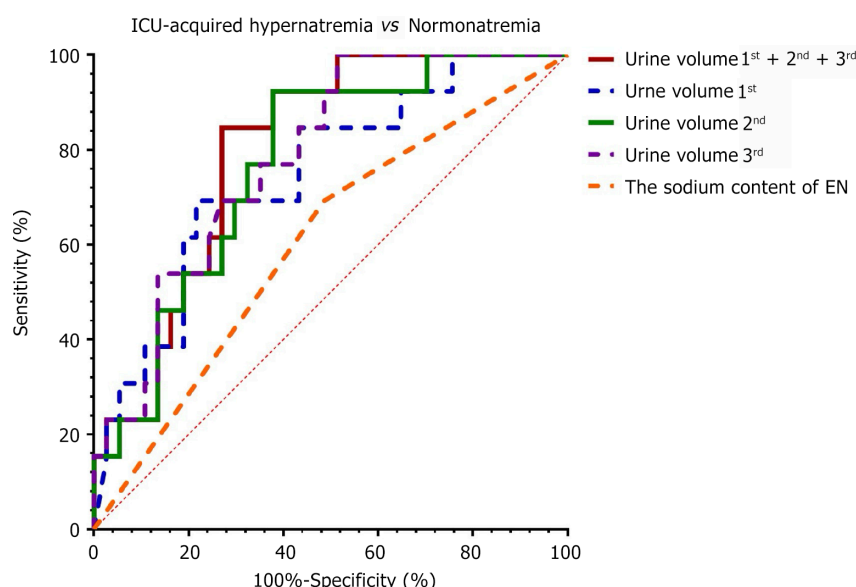 ICU-acquired hypernatremia vs Normonatremia
Urine volume 1st + 2nd + 3rd
Urne volume 1st
Urine volume 2nd
Urine volume 3rd
The sodium content of EN
Sensitivity (%)
100
80
60
40
20
0
0 20 40 60 80 100
100%-Specificity (%)